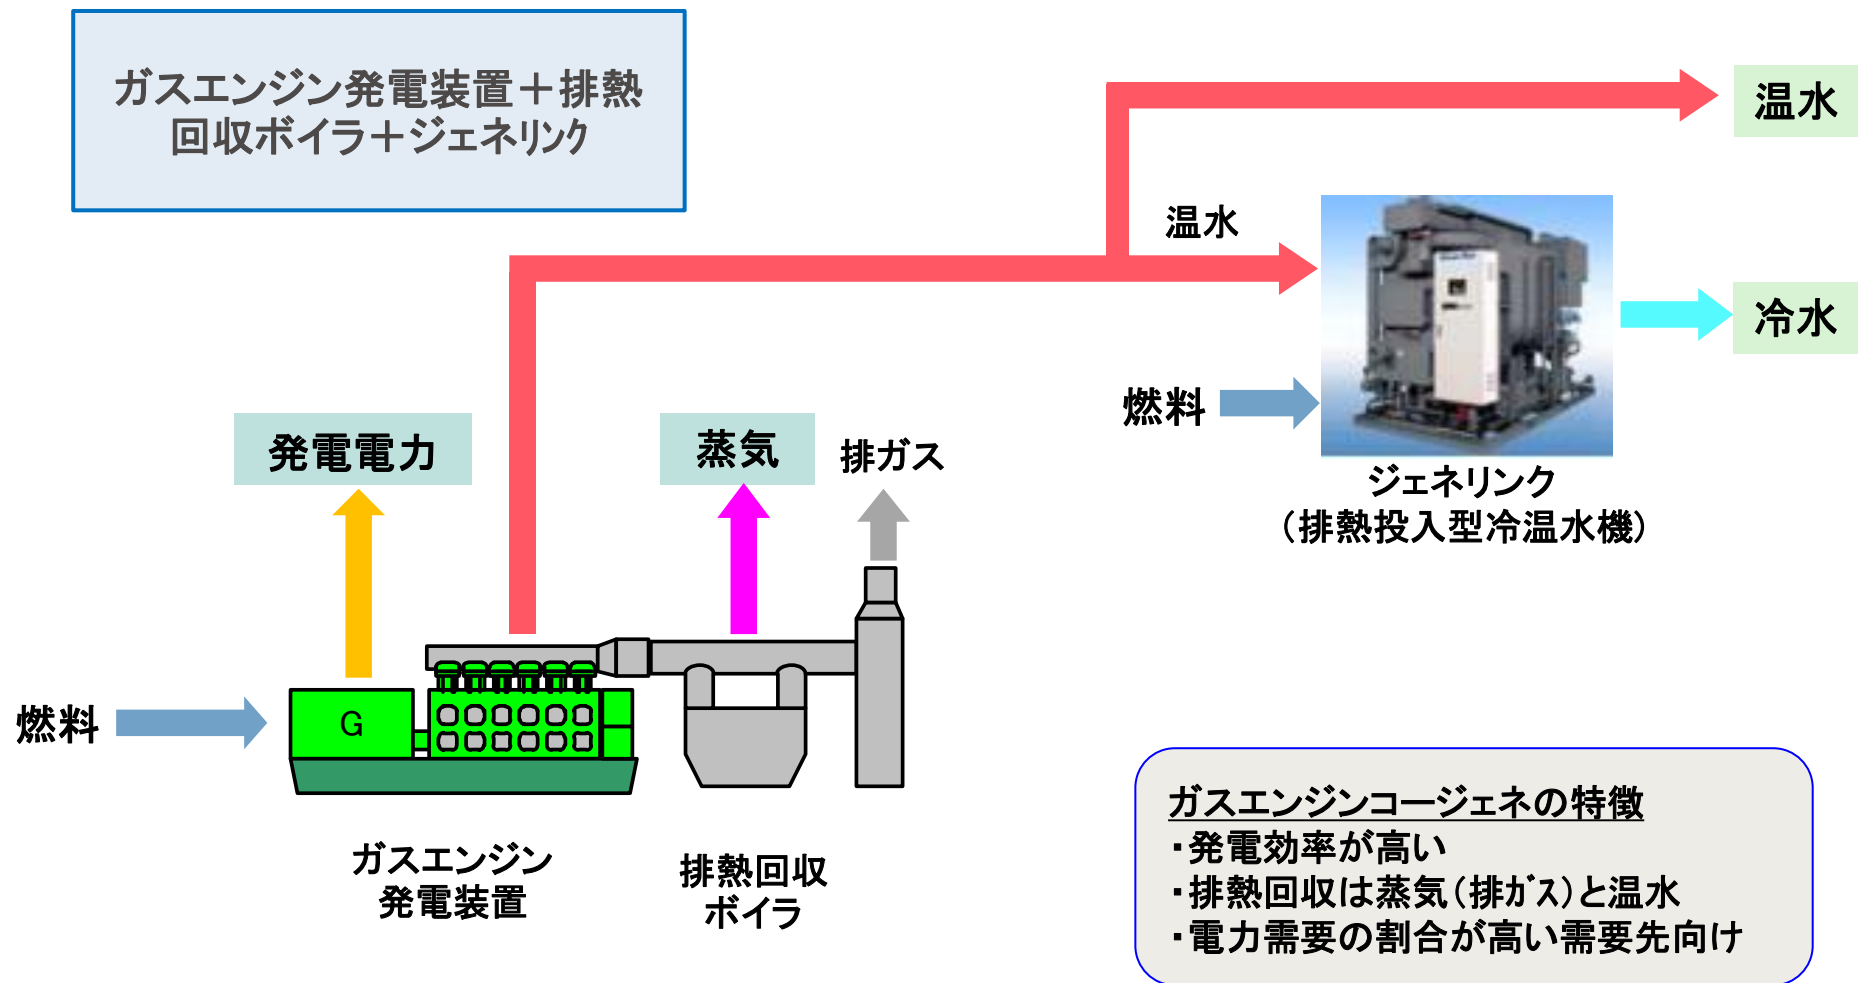 ガスエンジン発電装置＋排熱
回収ボイラ＋ジェネリンク
温水
温水
冷水
燃料
ジェネリンク
（排熱投入型冷温水機）
発電電力
蒸気
排ガス
燃料
G
ガスエンジン
発電装置
排熱回収
ボイラ
ガスエンジンコージェネの特徴
・発電効率が高い
・排熱回収は蒸気（排ｶﾞｽ）と温水
・電力需要の割合が高い需要先向け